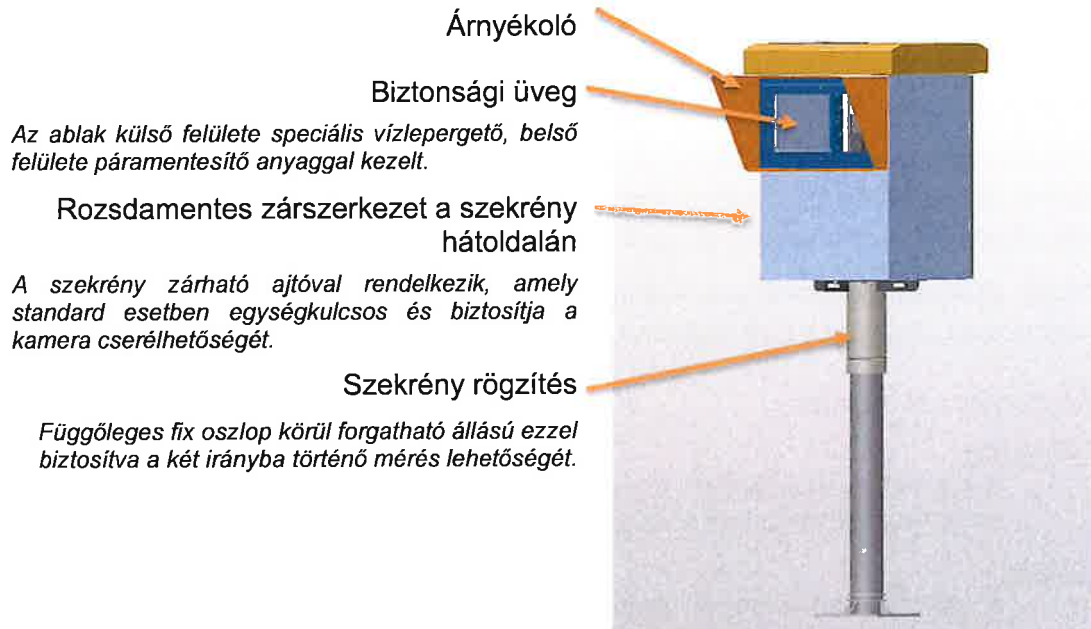 Árnyékoló
Biztonsági üveg
Az ablak külső felülete speciális vízlepergető, belső
felülete páramentesítő anyaggal kezelt.
Rozsdamentes zárszerkezet a szekrény
hátoldalán
A szekrény zárható ajtóval rendelkezik, amely
standard esetben egységkulcsos és biztosítja a
kamera cserélhetőségét.
Szekrény rögzítés
Függőleges fix oszlop körül forgatható állású ezzel
biztosítva a két irányba történő mérés lehetőségét.